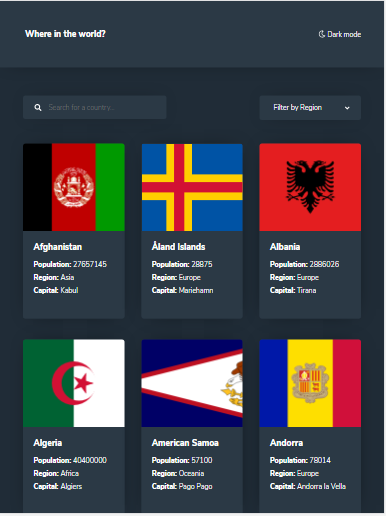 Where in the world?
Dark mode
Search for a country...
Filter by Region
Afghanistan
Population: 27657145
Region: Asia
Capital: Kabul
Åland Islands
Population: 28875
Region: Europe
Capital: Mariehamn
Albania
Population: 2886026
Region: Europe
Capital: Tirana
Algeria
Population: 40400000
Region: Africa
Capital: Algiers
American Samoa
Population: 57100
Region: Oceania
Capital: Pago Pago
Andorra
Population: 78014
Region: Europe
Capital: Andorra la Vella